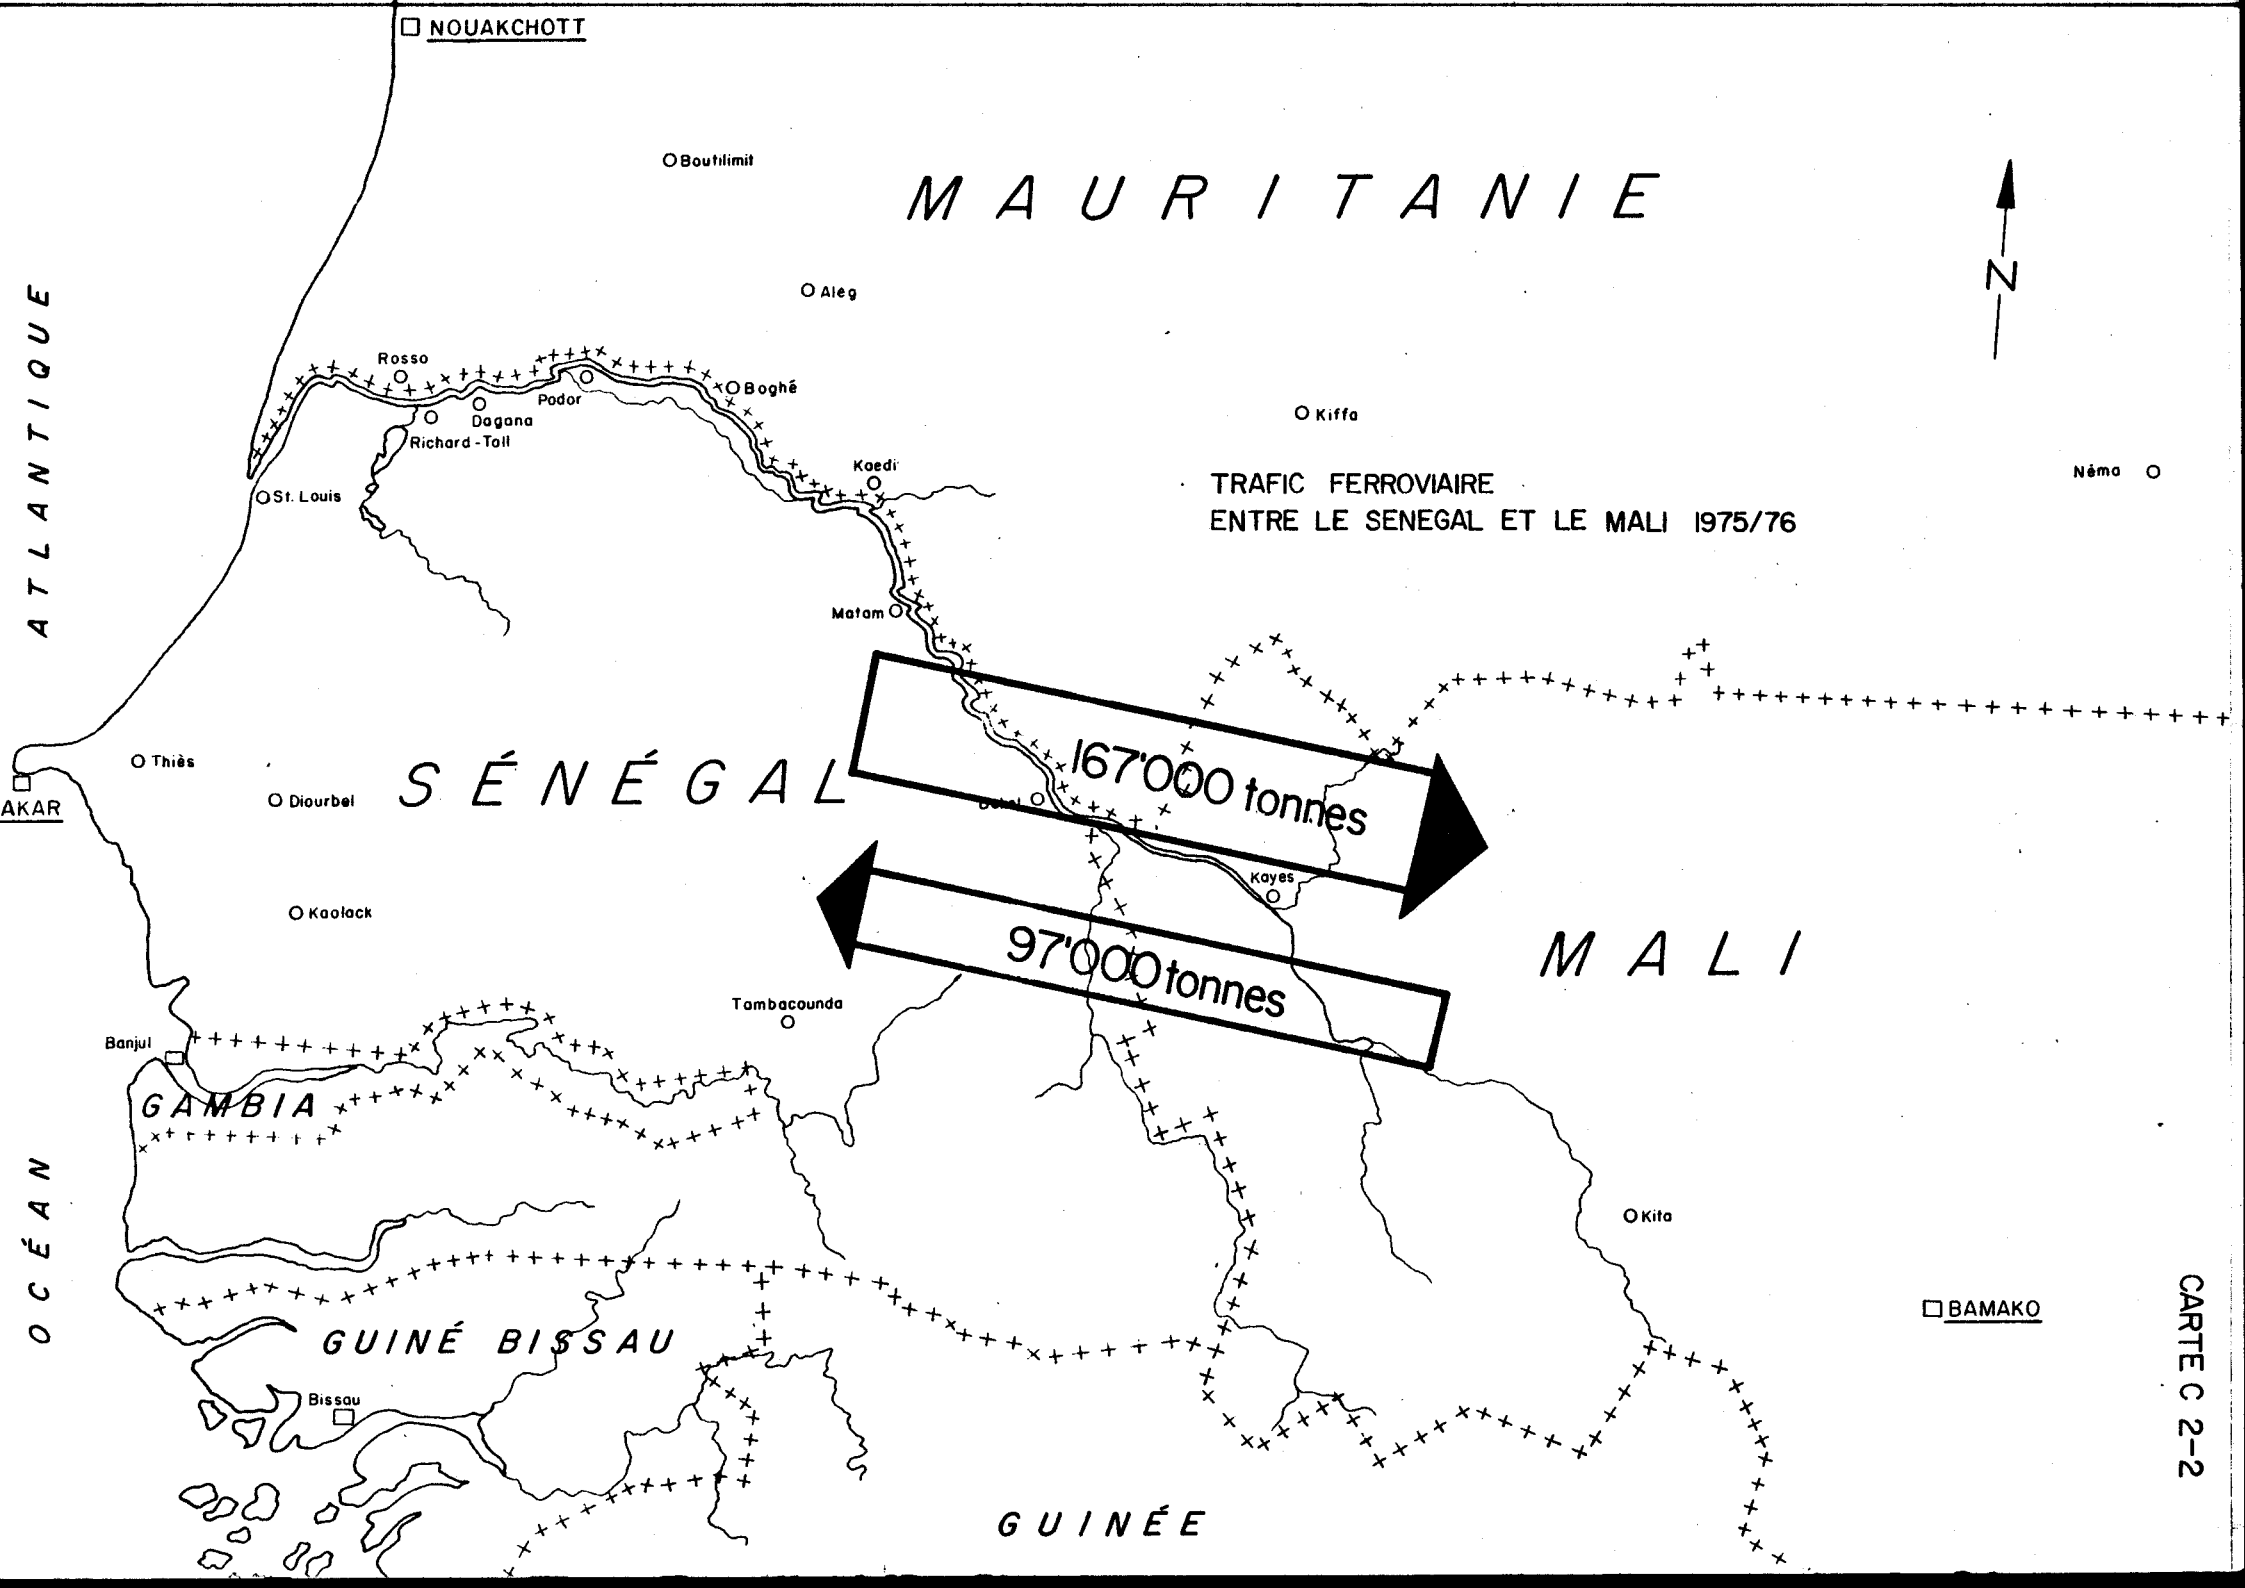 NOUAKCHOTT
Boutilimit
MAURITANIE
Aleg
N
ATLANTIQUE
Rosso
Boghé
Podor
Dagana
Richard-Toll
Kiffa
Kaedi
Néma
TRAFIC FERROVIAIRE
ENTRE LE SENEGAL ET LE MALI 1975/76
St. Louis
Matam
Thiès
SÉNÉGAL
167'000 tonnes
Diourbel
AKAR
Kayes
Kaolack
97'000 tonnes
MALI
Tambacounda
Banjul
GAMBIA
OCÉAN
Kita
BAMAKO
CARTE C 2-2
GUINÉ BISSAU
Bissau
GUINÉE